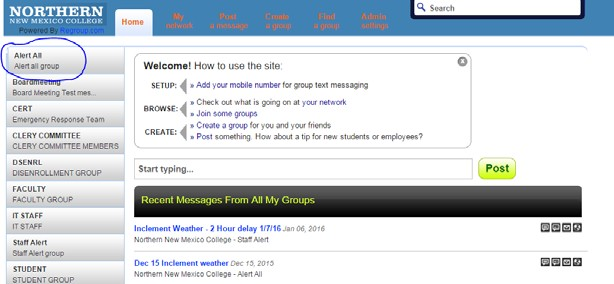 NORTHERN
NEW MEXICO COLLEGE
Powered By Regroup.com
Home
My network
Post a message
Create a group
Find a group
Admin settings
Search
Alert All
Alert all group
Boardmeeting
Board Meeting Test mes...
CERT
Emergency Response Team
CLERY COMMITTEE
CLERY COMMITTEE MEMBERS
DSENRL
DISENROLLMENT GROUP
FACULTY
FACULTY GROUP
IT STAFF
IT STAFF
Staff Alert
Staff Alert group
STUDENT
STUDENT GROUP
Welcome! How to use the site:
SETUP: » Add your mobile number for group text messaging
BROWSE: » Check out what is going on at your network
» Join some groups
CREATE: » Create a group for you and your friends
» Post something. How about a tip for new students or employees?
Start typing...
Post
Recent Messages From All My Groups
Inclement Weather - 2 Hour delay 1/7/16 Jan 06, 2016
Northern New Mexico College - Staff Alert
Dec 15 Inclement weather Dec 15, 2015
Northern New Mexico College - Alert All